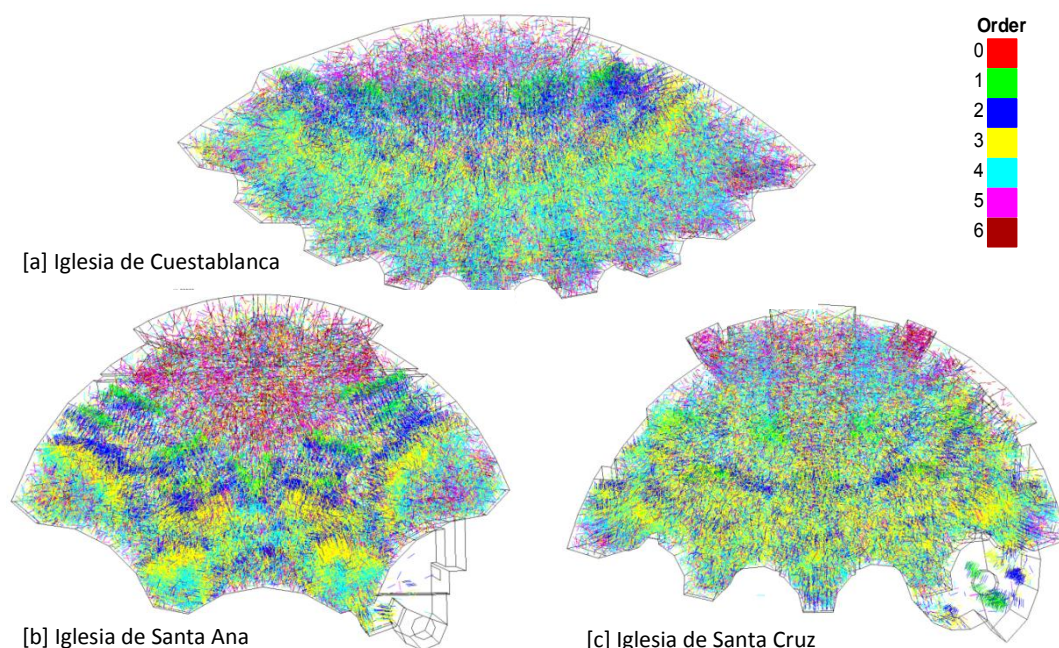 Order
0
1
2
3
4
5
6
[a] Iglesia de Cuestablanca
[b] Iglesia de Santa Ana
[c] Iglesia de Santa Cruz